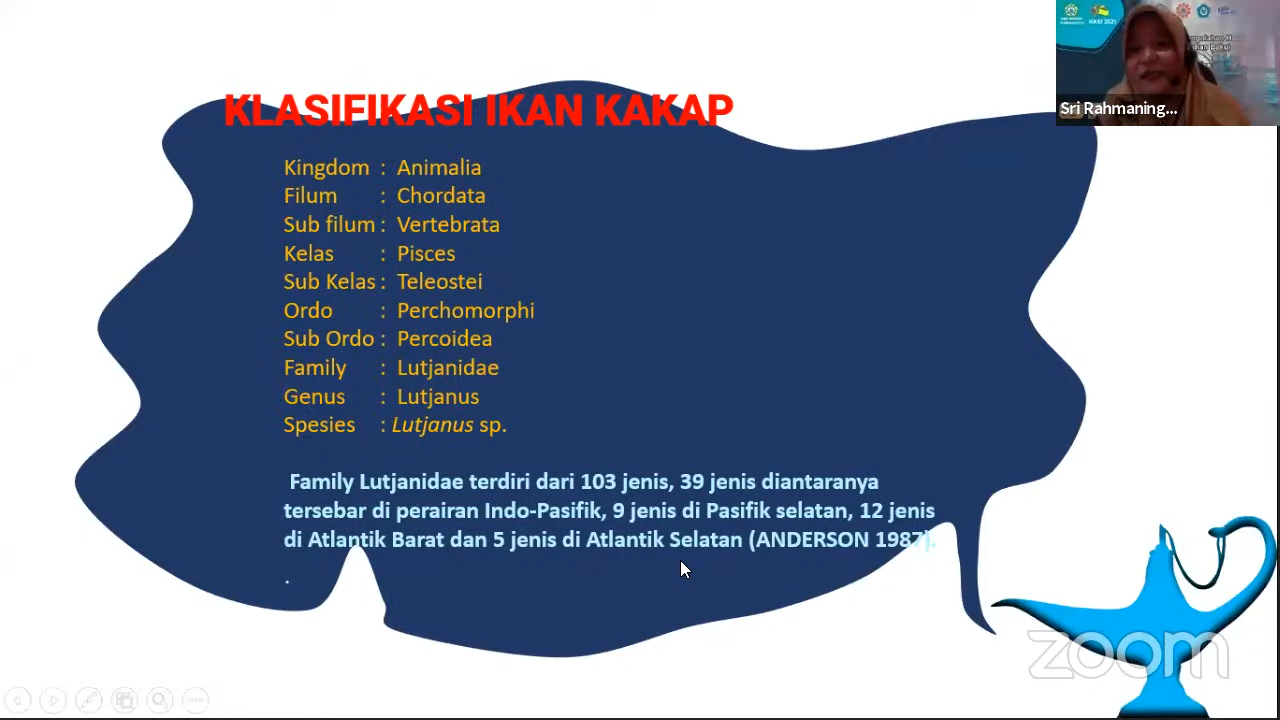 KLASIFIKASI IKAN KAKAP
Kingdom : Animalia
Filum : Chordata
Sub filum : Vertebrata
Kelas : Pisces
Sub Kelas : Teleostei
Ordo : Perchomorphi
Sub Ordo : Percoidea
Family : Lutjanidae
Genus : Lutjanus
Spesies : Lutjanus sp.
Family Lutjanidae terdiri dari 103 jenis, 39 jenis diantaranya
tersebar di perairan Indo-Pasifik, 9 jenis di Pasifik selatan, 12 jenis
di Atlantik Barat dan 5 jenis di Atlantik Selatan (ANDERSON 1987).
.
KKSI 2021
Sri Rahmaning...
zoom